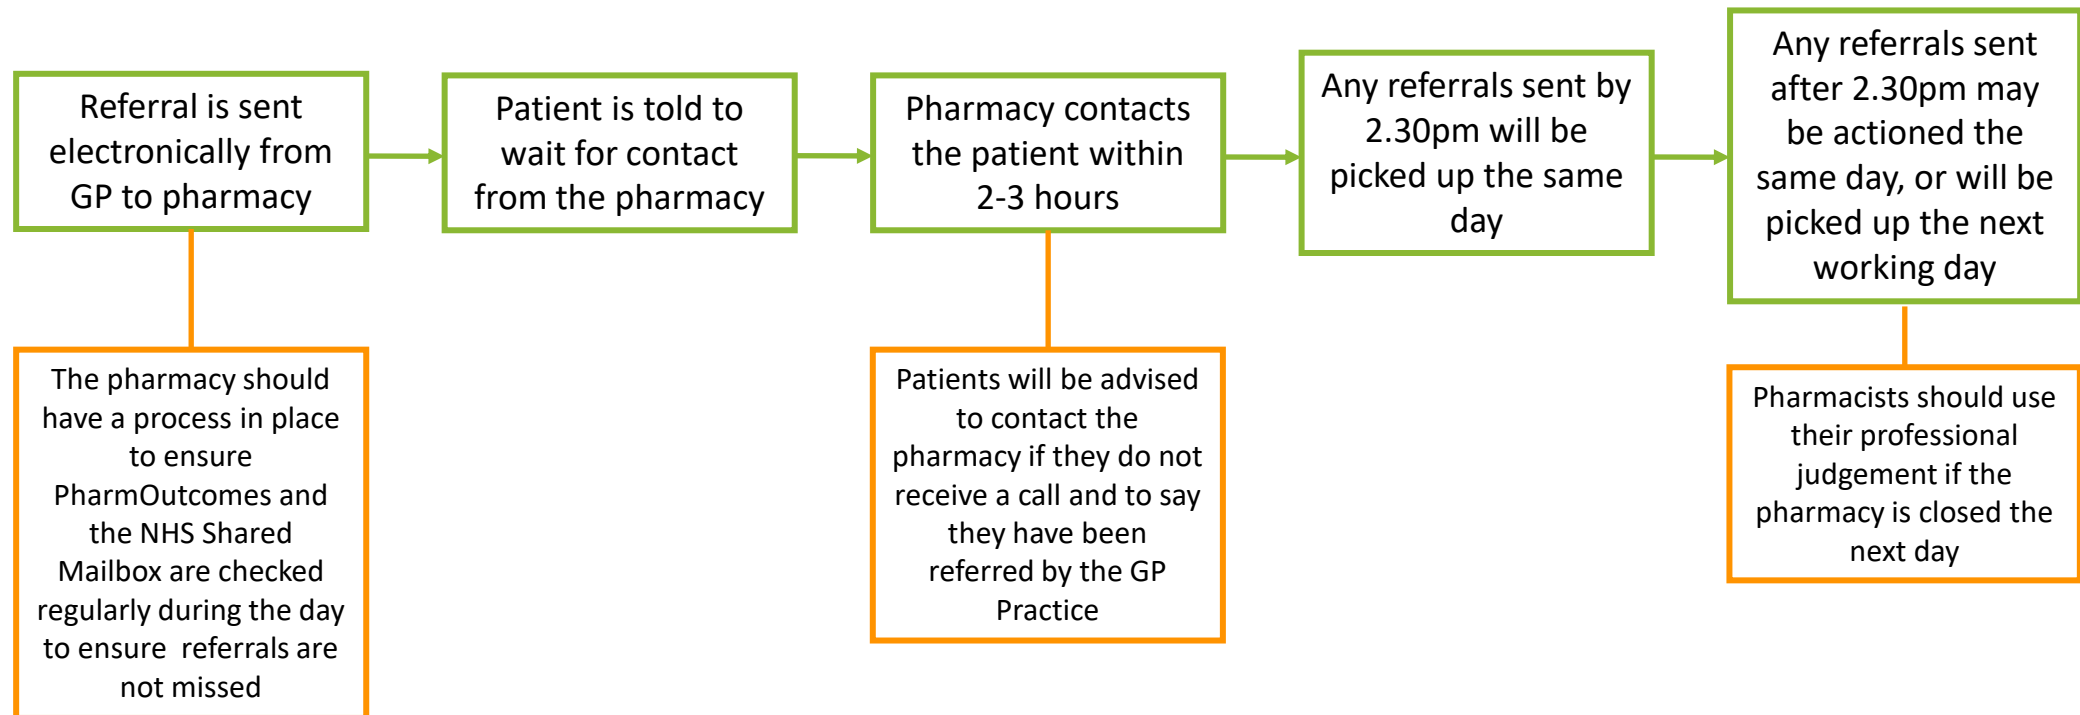 Referral is sent
electronically from
GP to pharmacy
Patient is told to
wait for contact
from the pharmacy
Pharmacy contacts
the patient within
2-3 hours
Any referrals sent by
2.30pm will be
picked up the same
day
Any referrals sent
after 2.30pm may
be actioned the
same day, or will be
picked up the next
working day
The pharmacy should
have a process in place
to ensure
PharmOutcomes and
the NHS Shared
Mailbox are checked
regularly during the day
to ensure  referrals are
not missed
Patients will be advised
to contact the
pharmacy if they do not
receive a call and to say
they have been
referred by the GP
Practice
Pharmacists should use
their professional
judgement if the
pharmacy is closed the
next day